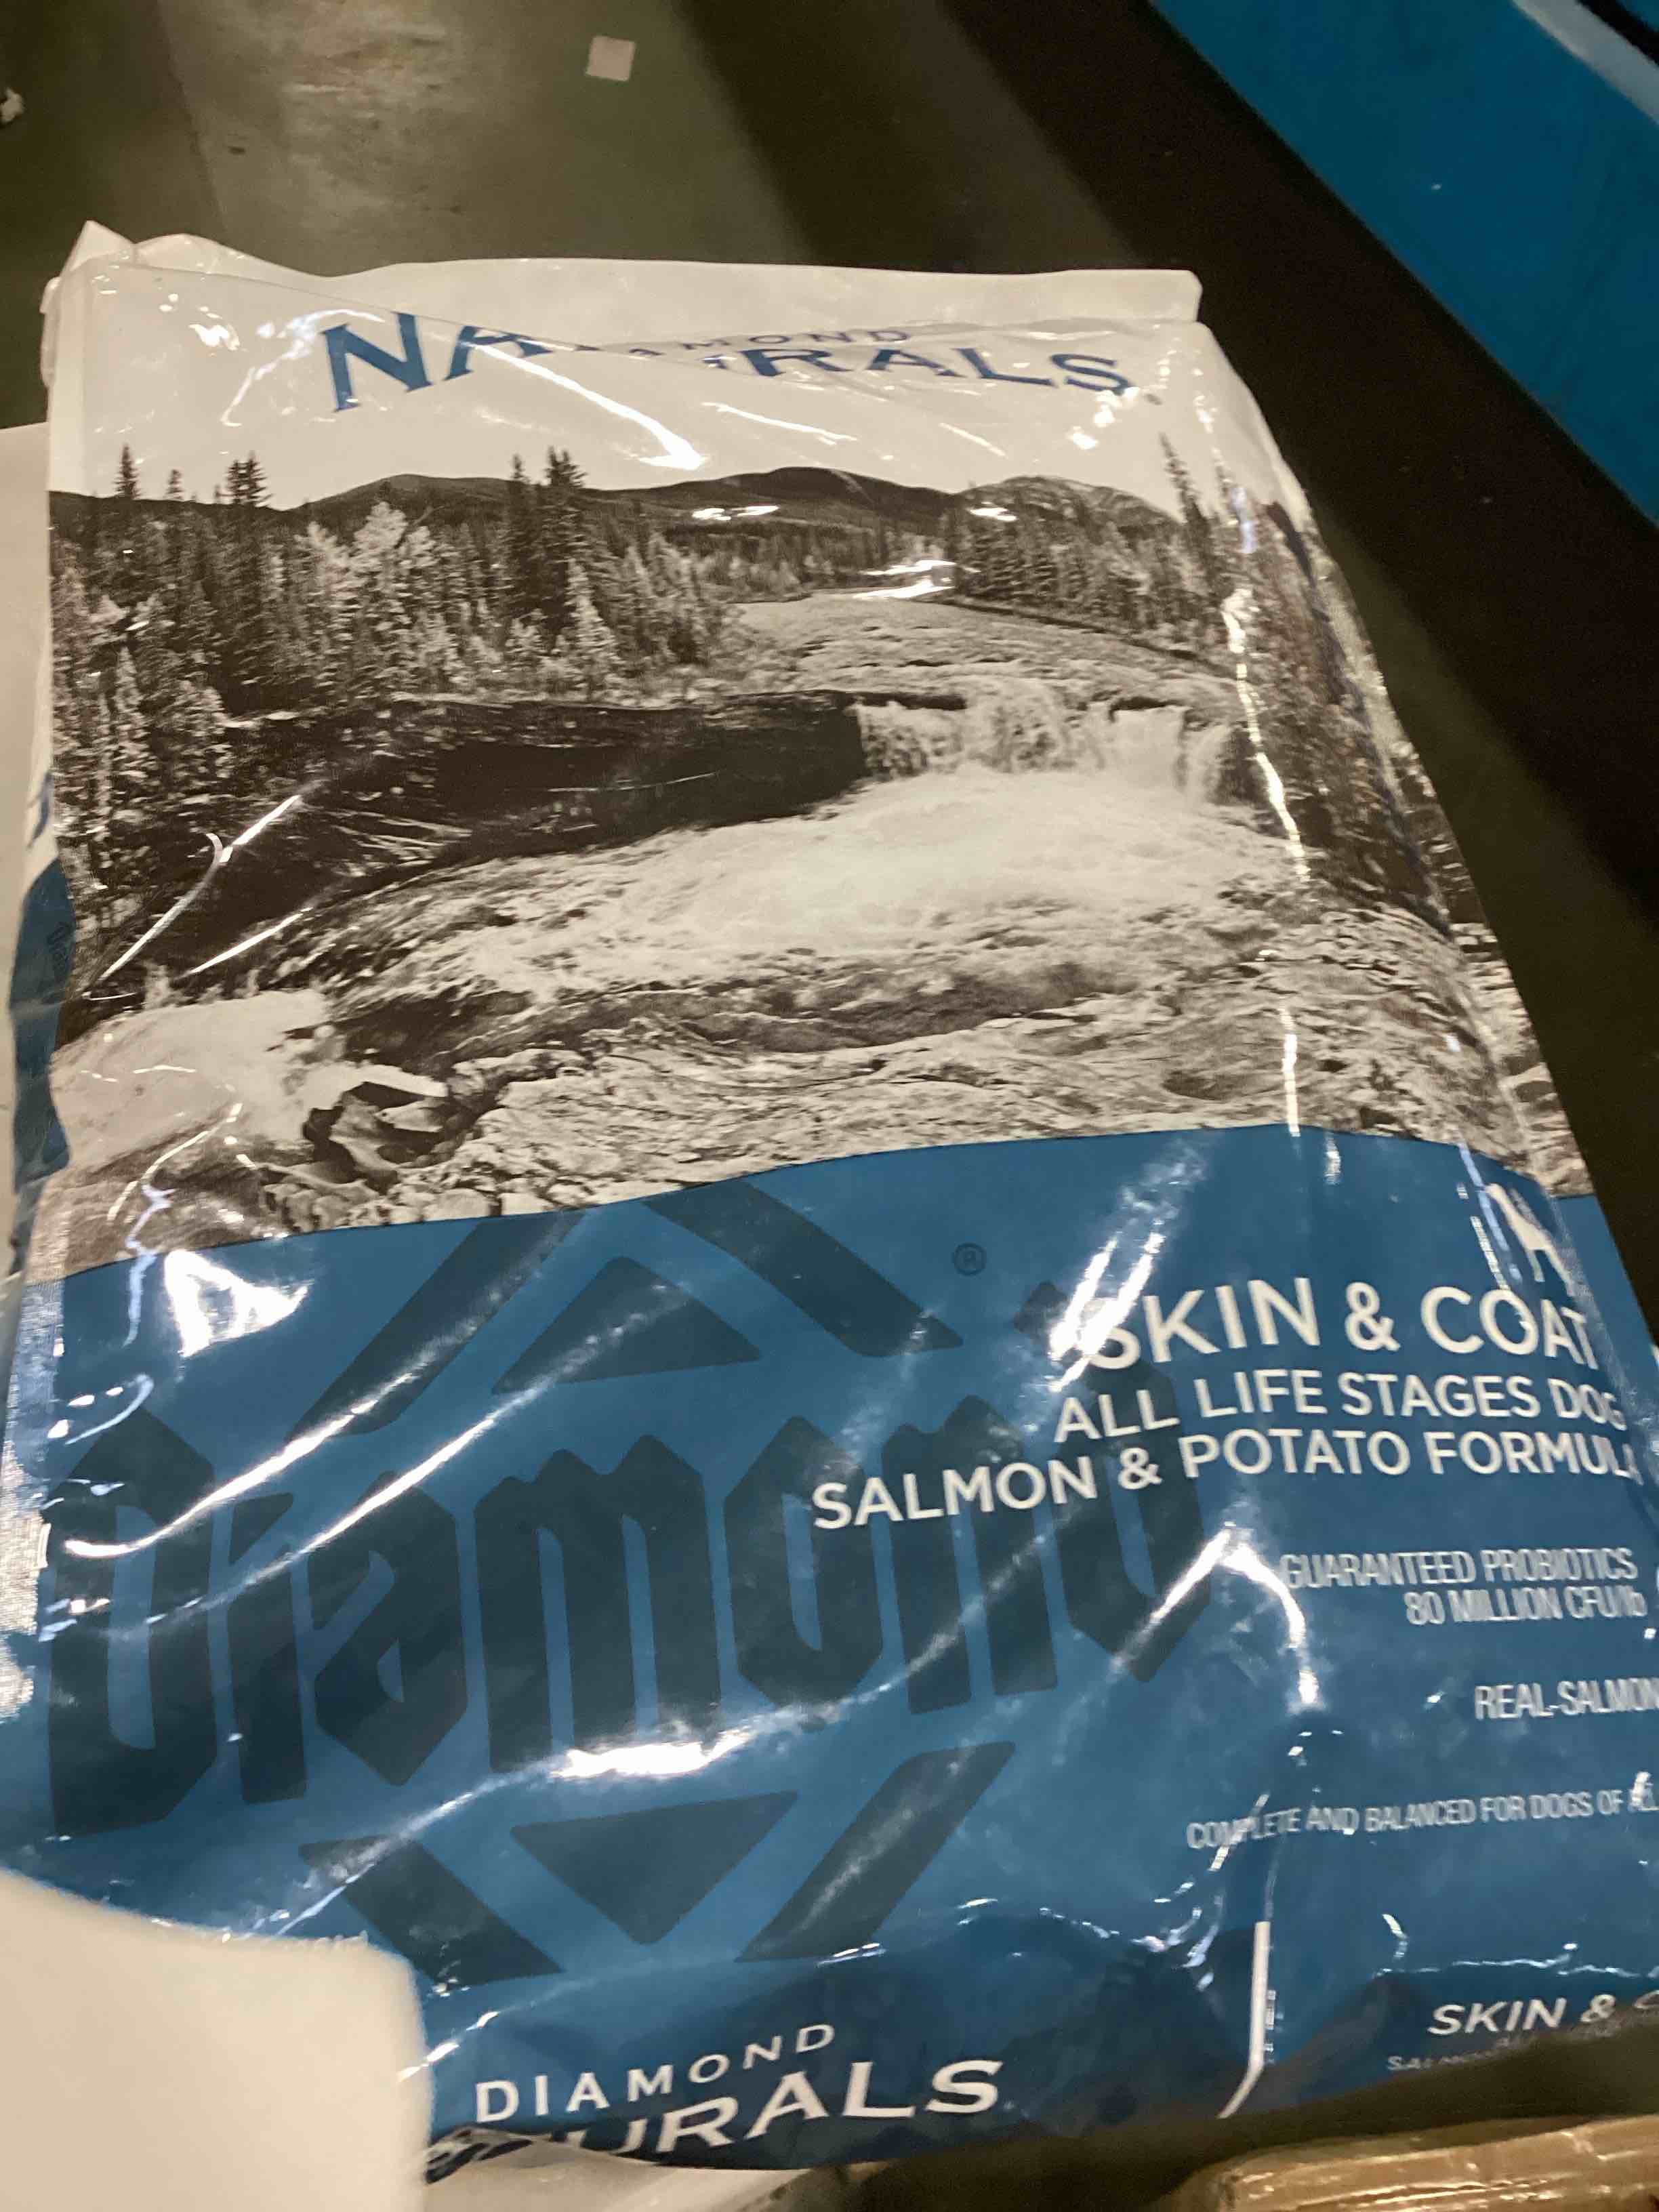 DIAMOND
NATURALS
SKIN & COAT
ALL LIFE STAGES DOG
SALMON & POTATO FORMULA
Diamond®
GUARANTEED PROBIOTICS
80 MILLION CFU/lb
REAL-SALMON
COMPLETE AND BALANCED FOR DOGS OF ALL
DIAMOND
URALS
SKIN &